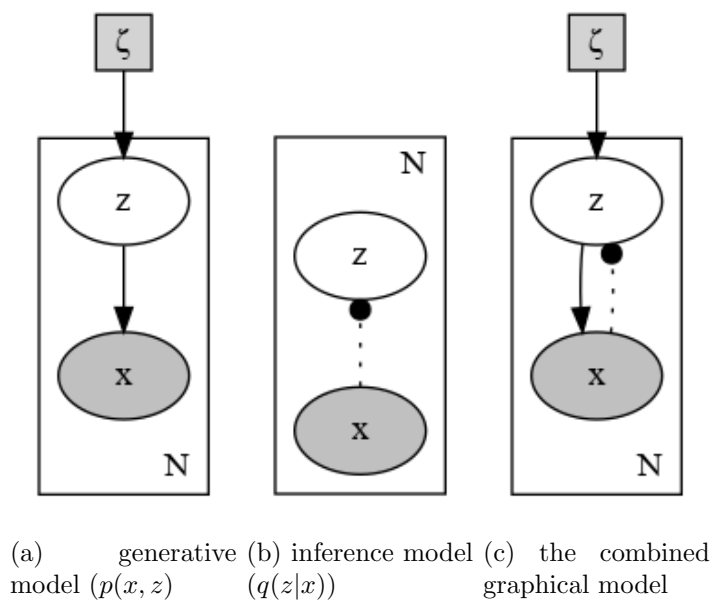 ζ
z
x
N
N
z
x
ζ
z
x
N
(a) generative
model (p(x, z)
(b) inference model
(q(z|x))
(c) the combined
graphical model